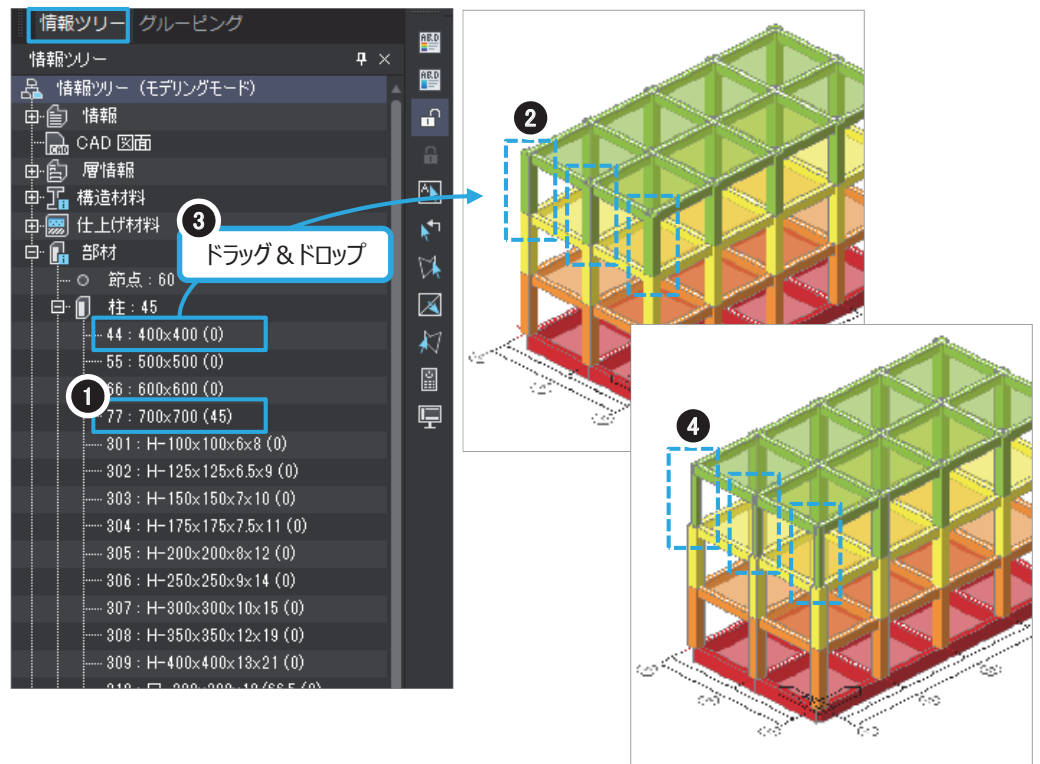 情報ツリー グルーピング
情報ツリー
情報ツリー (モデリングモード)
情報
CAD 図面
層情報
構造材料
仕上げ材料
部材
節点 : 60
柱 : 45
44 : 400x400 (0)
55 : 500x500 (0)
66 : 600x600 (0)
77 : 700x700 (45)
301 : H-100x100x6x8 (0)
302 : H-125x125x6.5x9 (0)
303 : H-150x150x7x10 (0)
304 : H-175x175x7.5x11 (0)
305 : H-200x200x8x12 (0)
306 : H-250x250x9x14 (0)
307 : H-300x300x10x15 (0)
308 : H-350x350x12x19 (0)
309 : H-400x400x13x21 (0)
1
3
ドラッグ & ドロップ
2
4